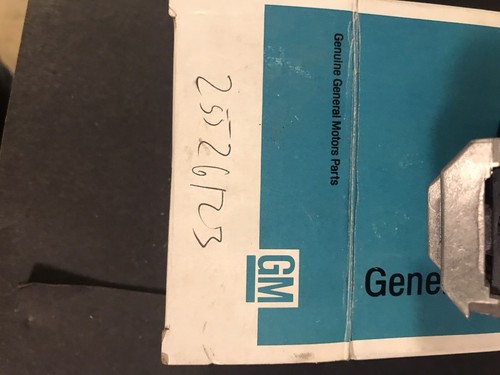 25526123
Genuine General Motors Parts
GM
Gene